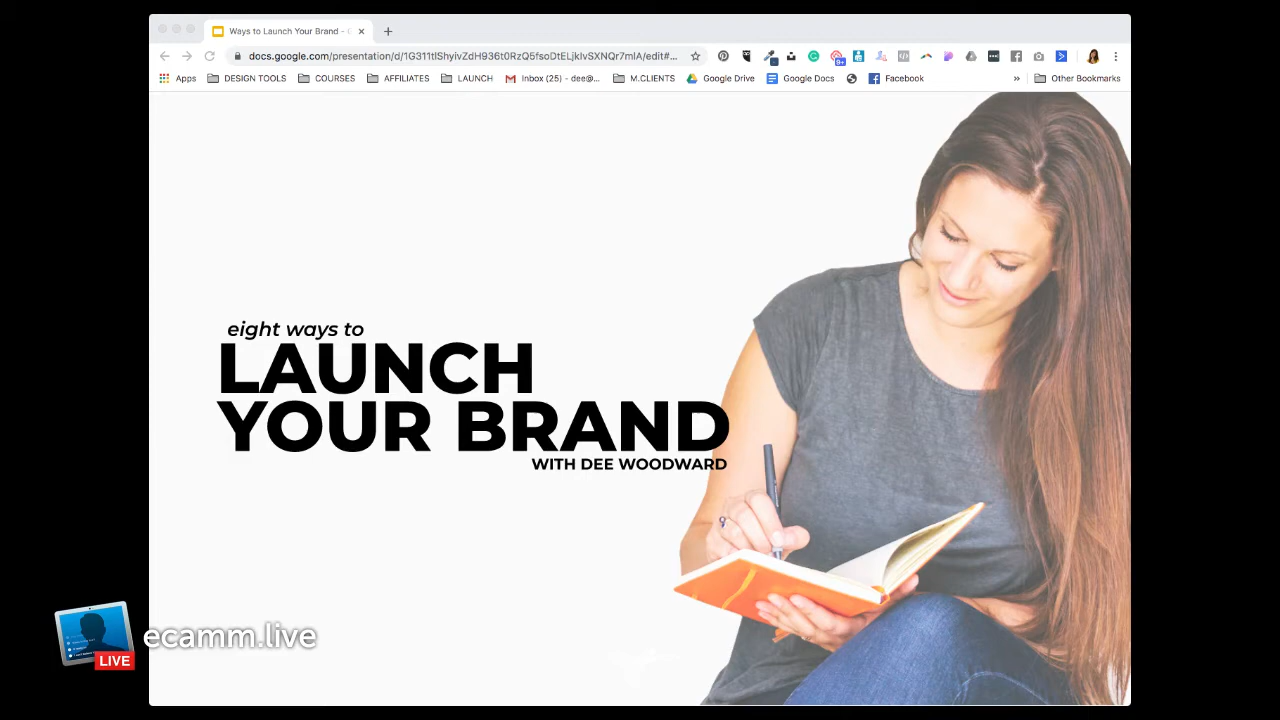 Ways to Launch Your Brand -
docs.google.com/presentation/d/
Apps
DESIGN TOOLS
COURSES
AFFILIATES
LAUNCH
Inbox (25) - dee@...
M.CLIENTS
Google Drive
Google Docs
Facebook
»
Other Bookmarks
eight ways to
LAUNCH
YOUR BRAND
WITH DEE WOODWARD
LIVE
ecamm.live